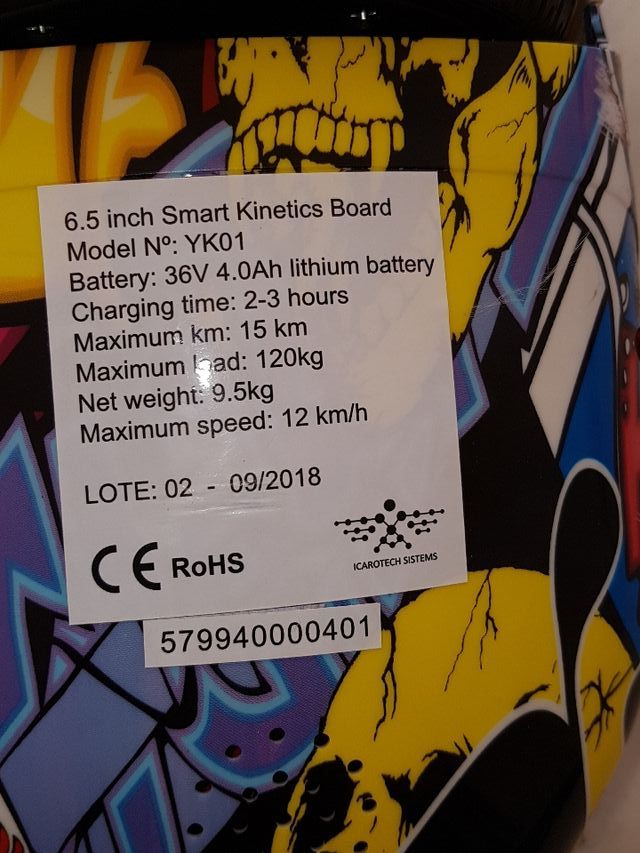 6.5 inch Smart Kinetics Board
Model Nº: YK01
Battery: 36V 4.0Ah lithium battery
Charging time: 2-3 hours
Maximum km: 15 km
Maximum load: 120kg
Net weight: 9.5kg
Maximum speed: 12 km/h
LOTE: 02 - 09/2018
CE RoHS
ICAROTECH SISTEMS
579940000401